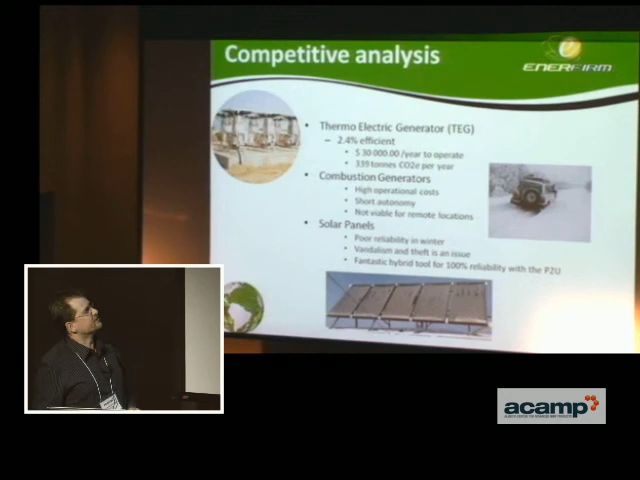 Competitive analysis
ENERFIRM
• Thermo Electric Generator (TEG)
– 2.4% efficient
• $ 30 000.00 /year to operate
• 339 tonnes CO2e per year
• Combustion Generators
• High operational costs
• Short autonomy
• Not viable for remote locations
• Solar Panels
• Poor reliability in winter
• Vandalism and theft is an issue
• Fantastic hybrid tool for 100% reliability with the P2U
acamp